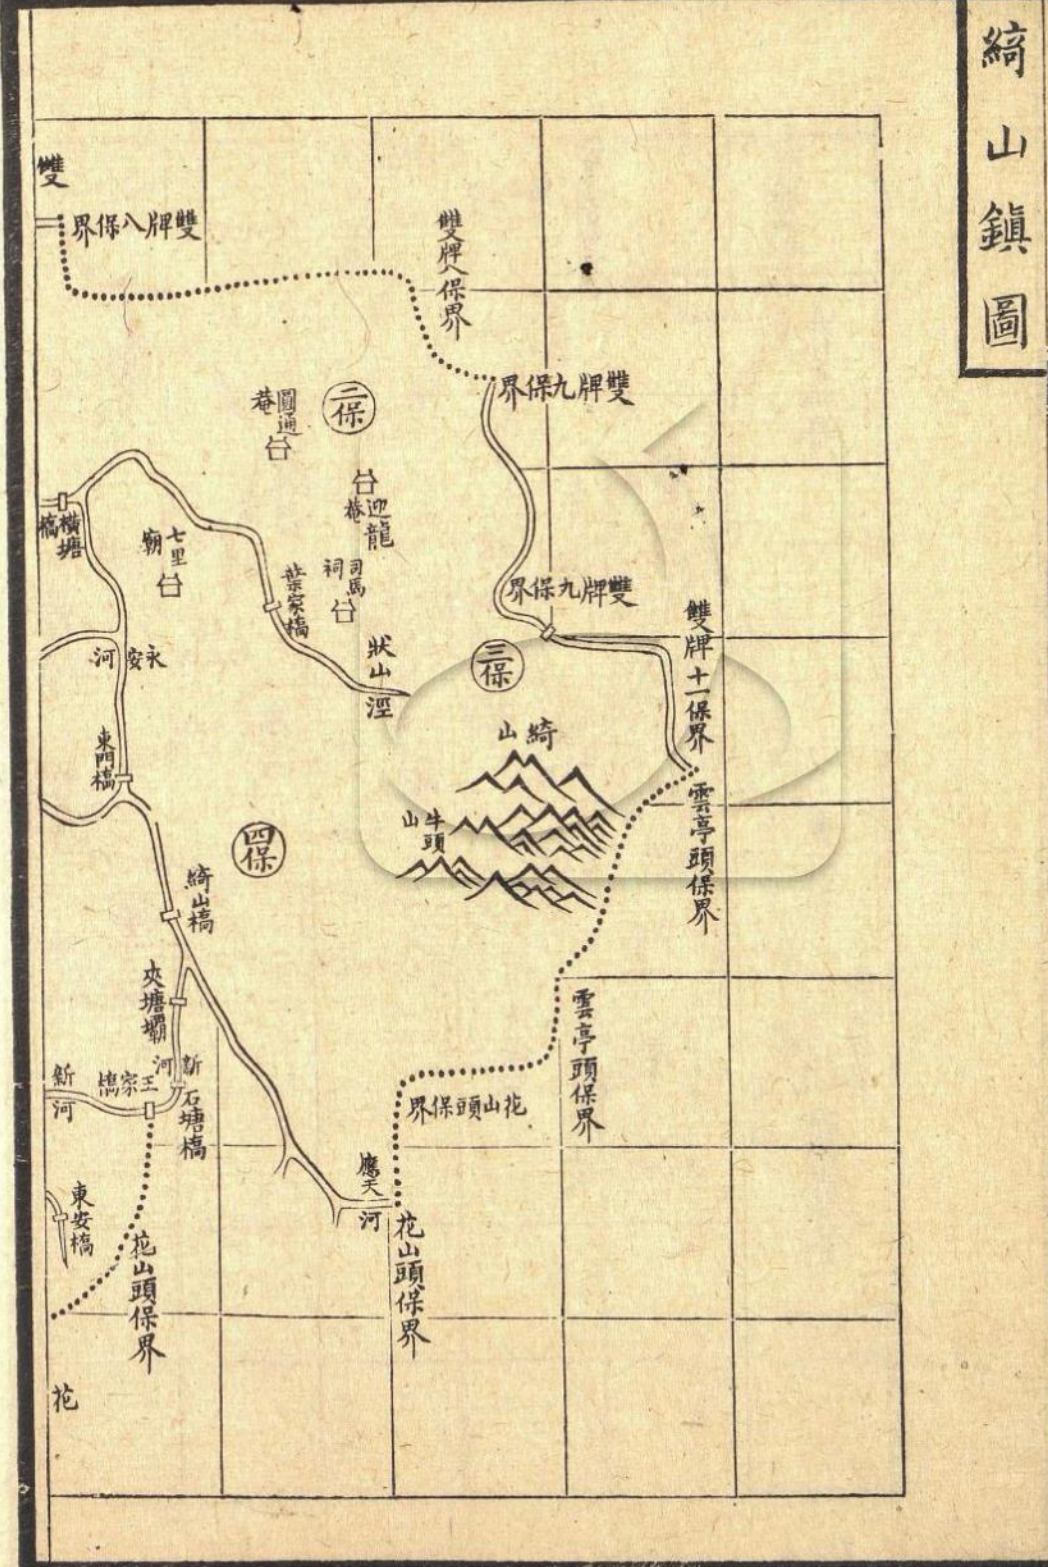 綺山鎮圖
雙
雙牌八保界
雙牌八保界
雙牌九保界
二保
圓通菴
迎龍菴
橫塘橋
七里廟
葉家橋
司馬祠
雙牌九保界
雙牌十一保界
永安河
狀山涇
三保
綺山
東門橋
牛頭山
雲亭頭保界
四保
綺山橋
夾塘壩
新河
雲亭頭保界
新河
王家橋
石塘橋
花山頭保界
應天河
東安橋
花山頭保界
花山頭保界
花